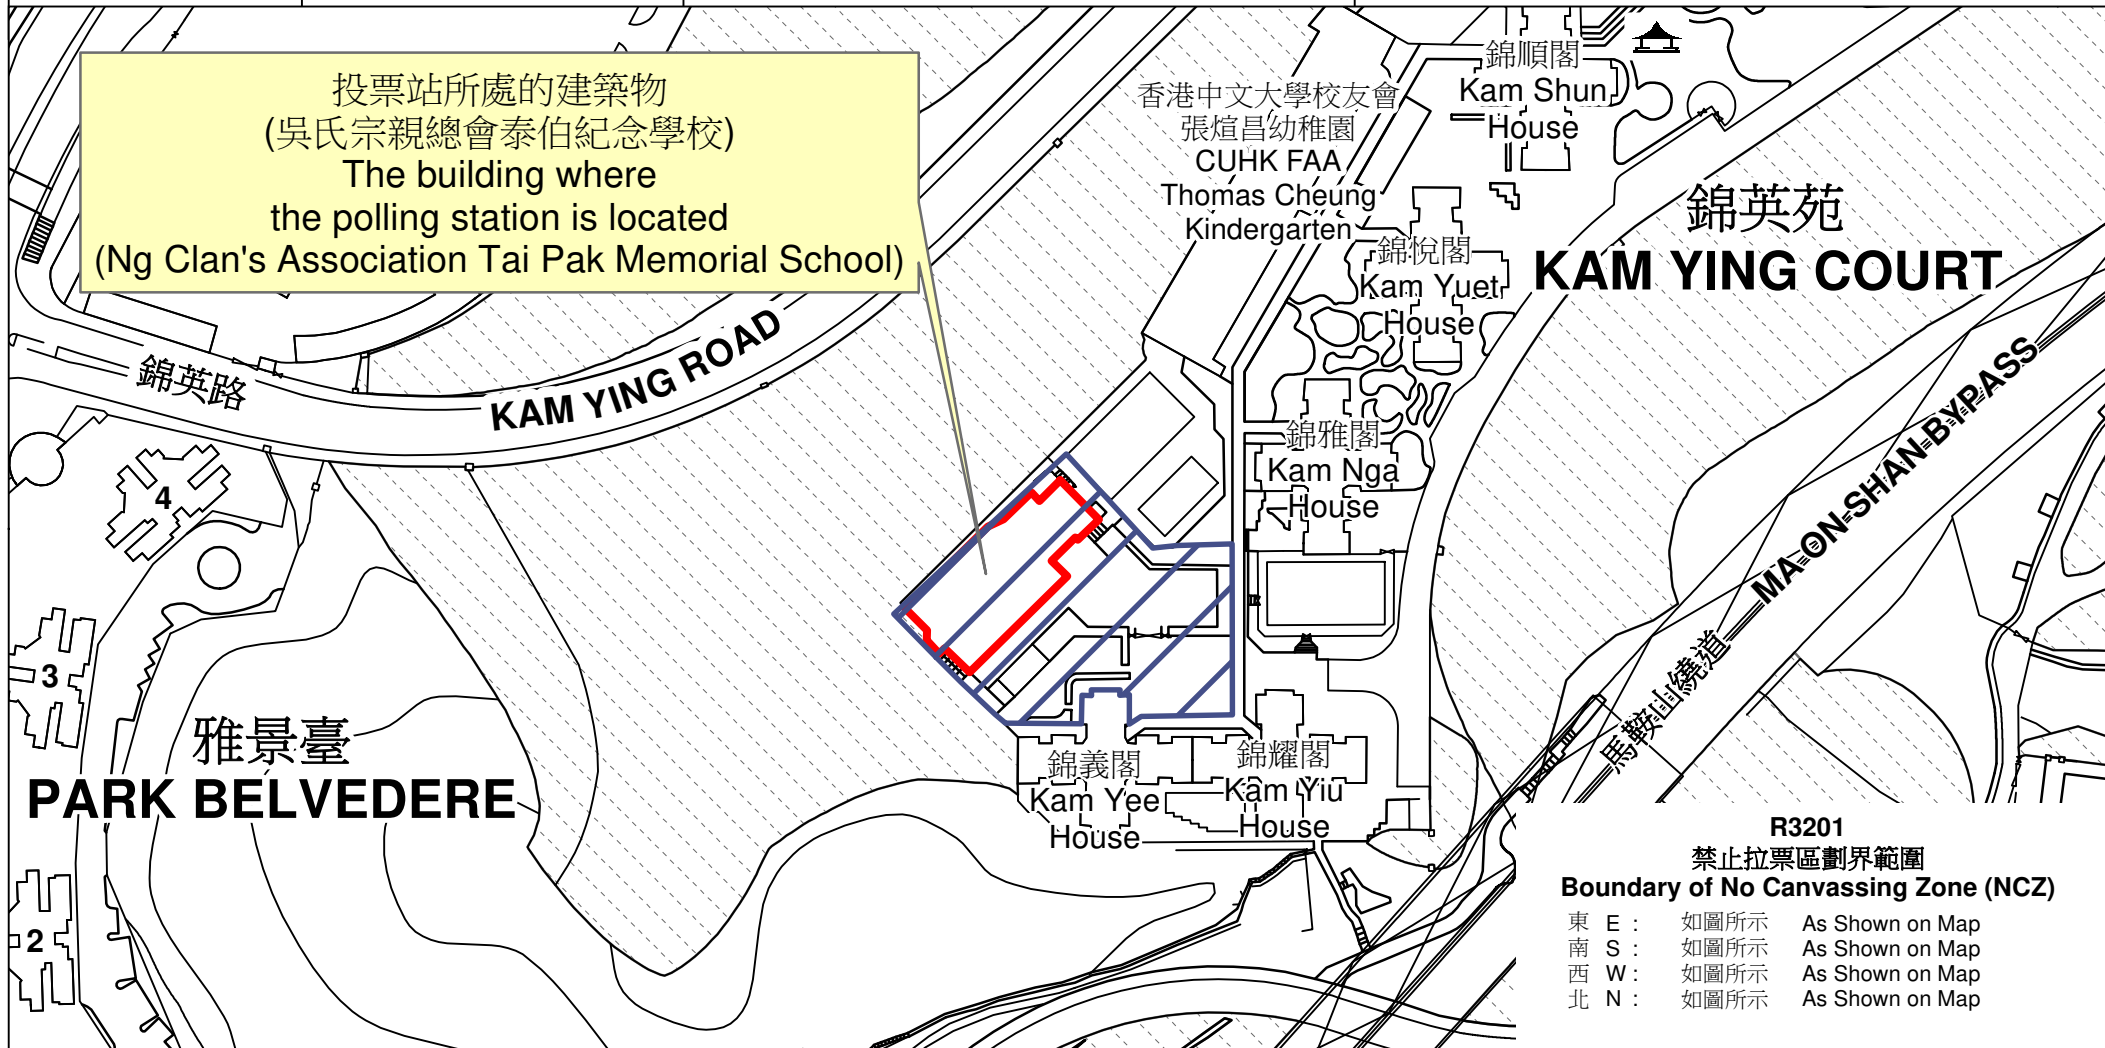 投票站所處的建築物
(吳氏宗親總會泰伯紀念學校)
The building where
the polling station is located
(Ng Clan's Association Tai Pak Memorial School)
香港中文大學校友會
張煊昌幼稚園
CUHK FAA
Thomas Cheung
Kindergarten
錦順閣
Kam Shun
House
錦悅閣
Kam Yuet
House
錦英苑
KAM YING COURT
錦英路
KAM YING ROAD
錦雅閣
Kam Nga
House
馬鞍山繞道
MA ON SHAN BYPASS
4
3
2
雅景臺
PARK BELVEDERE
錦義閣
Kam Yee
House
錦耀閣
Kam Yiu
House
R3201
禁止拉票區劃界範圍
Boundary of No Canvassing Zone (NCZ)
東 E : 如圖所示 As Shown on Map
南 S : 如圖所示 As Shown on Map
西 W : 如圖所示 As Shown on Map
北 N : 如圖所示 As Shown on Map